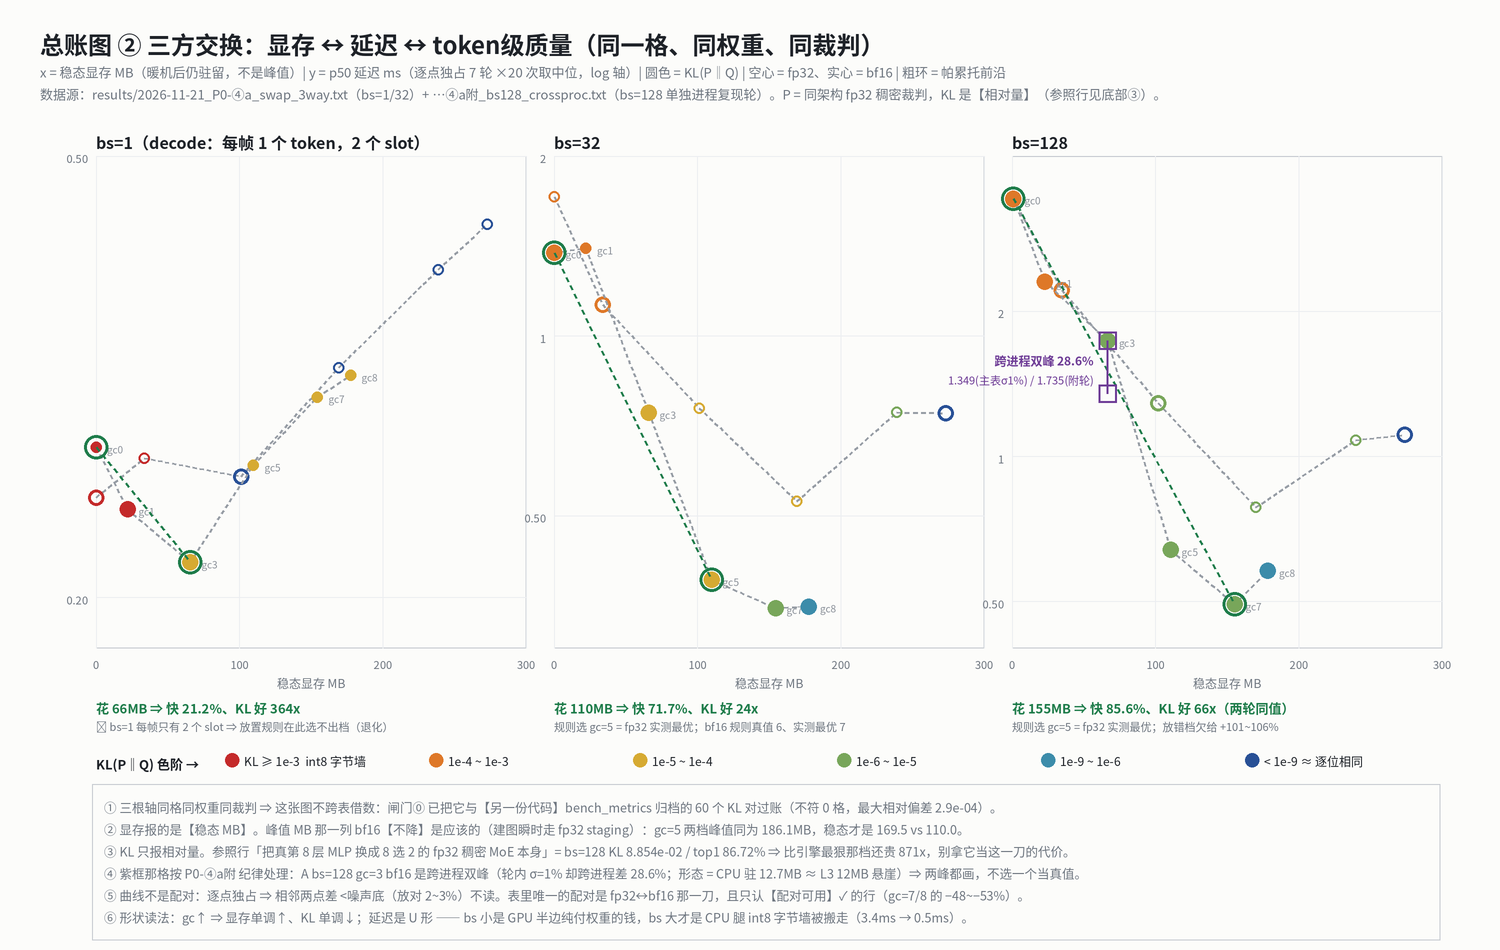 总账图 ② 三方交换：显存 ↔ 延迟 ↔ token级质量（同一格、同权重、同裁判）
x = 稳态显存 MB（暖机后仍驻留，不是峰值）| y = p50 延迟 ms（逐点独占 7 轮 ×20 次取中位，log 轴）| 圆色 = KL(P‖Q) | 空心 = fp32、实心 = bf16 | 粗环 = 帕累托前沿
数据源：results/2026-11-21_P0-④a_swap_3way.txt（bs=1/32）+ ⋯④a附_bs128_crossproc.txt（bs=128 单独进程复现轮）。P = 同架构 fp32 稠密裁判，KL 是【相对量】（参照行见底部③）。
bs=1（decode：每帧 1 个 token，2 个 slot）
0.50
0.20
gc0
gc1
gc3
gc5
gc7
gc8
0
100
200
300
稳态显存 MB
花 66MB ⇒ 快 21.2%、KL 好 364x
bs=1 每帧只有 2 个 slot ⇒ 放置规则在此选不出档（退化）
bs=32
2
1
0.50
gc0
gc1
gc3
gc5
gc7
gc8
0
100
200
300
稳态显存 MB
花 110MB ⇒ 快 71.7%、KL 好 24x
规则选 gc=5 = fp32 实测最优；bf16 规则真值 6、实测最优 7
bs=128
2
1
0.50
gc0
gc1
gc3
跨进程双峰 28.6%
1.349(主表σ1%) / 1.735(附轮)
gc5
gc7
gc8
0
100
200
300
稳态显存 MB
花 155MB ⇒ 快 85.6%、KL 好 66x（两轮同值）
规则选 gc=5 = fp32 实测最优；放错档欠给 +101~106%
KL(P‖Q) 色阶 →
KL ⩾ 1e-3 int8 字节墙
1e-4 ~ 1e-3
1e-5 ~ 1e-4
1e-6 ~ 1e-5
1e-9 ~ 1e-6
< 1e-9 ≈ 逐位相同
① 三根轴同格同权重同裁判 ⇒ 这张图不跨表借数：闸门⓪ 已把它与【另一份代码】bench_metrics 归档的 60 个 KL 对过账（不符 0 格，最大相对偏差 2.9e-04）。
② 显存报的是【稳态 MB】。峰值 MB 那一列 bf16【不降】是应该的（建图瞬时走 fp32 staging）：gc=5 两档峰值同为 186.1MB，稳态才是 169.5 vs 110.0。
③ KL 只报相对量。参照行「把真第 8 层 MLP 换成 8 选 2 的 fp32 稠密 MoE 本身」= bs=128 KL 8.854e-02 / top1 86.72% ⇒ 比引擎最狠那档还贵 871x，别拿它当这一刀的代价。
④ 紫框那格按 P0-④a附 纪律处理：A bs=128 gc=3 bf16 是跨进程双峰（轮内 σ=1% 却跨进程差 28.6%；形态 = CPU 驻 12.7MB ≈ L3 12MB 悬崖）⇒ 两峰都画，不选一个当真值。
⑤ 曲线不是配对：逐点独占 ⇒ 相邻两点差 <噪声底（放对 2~3%）不读。表里唯一的配对是 fp32↔bf16 那一刀，且只认【配对可用】✓ 的行（gc=7/8 的 −48~−53%）。
⑥ 形状读法：gc↑ ⇒ 显存单调↑、KL 单调↓；延迟是 U 形 —— bs 小是 GPU 半边纯付权重的钱，bs 大才是 CPU 腿 int8 字节墙被搬走（3.4ms → 0.5ms）。